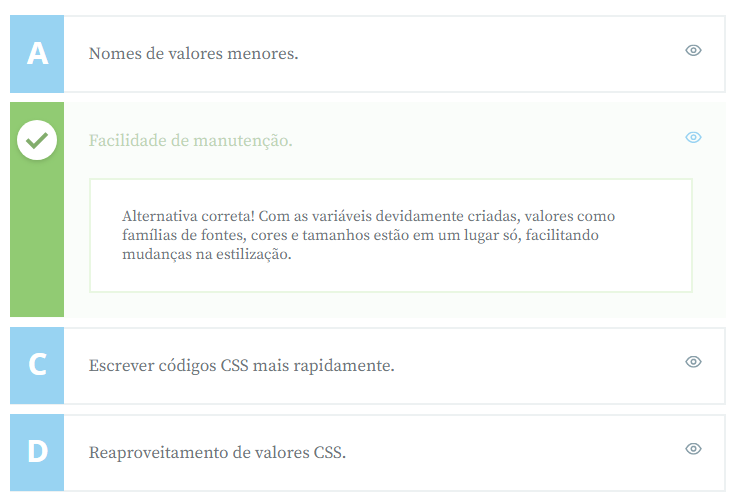 A
Nomes de valores menores.
Facilidade de manutenção.
Alternativa correta! Com as variáveis devidamente criadas, valores como
famílias de fontes, cores e tamanhos estão em um lugar só, facilitando
mudanças na estilização.
C
Escrever códigos CSS mais rapidamente.
D
Reaproveitamento de valores CSS.